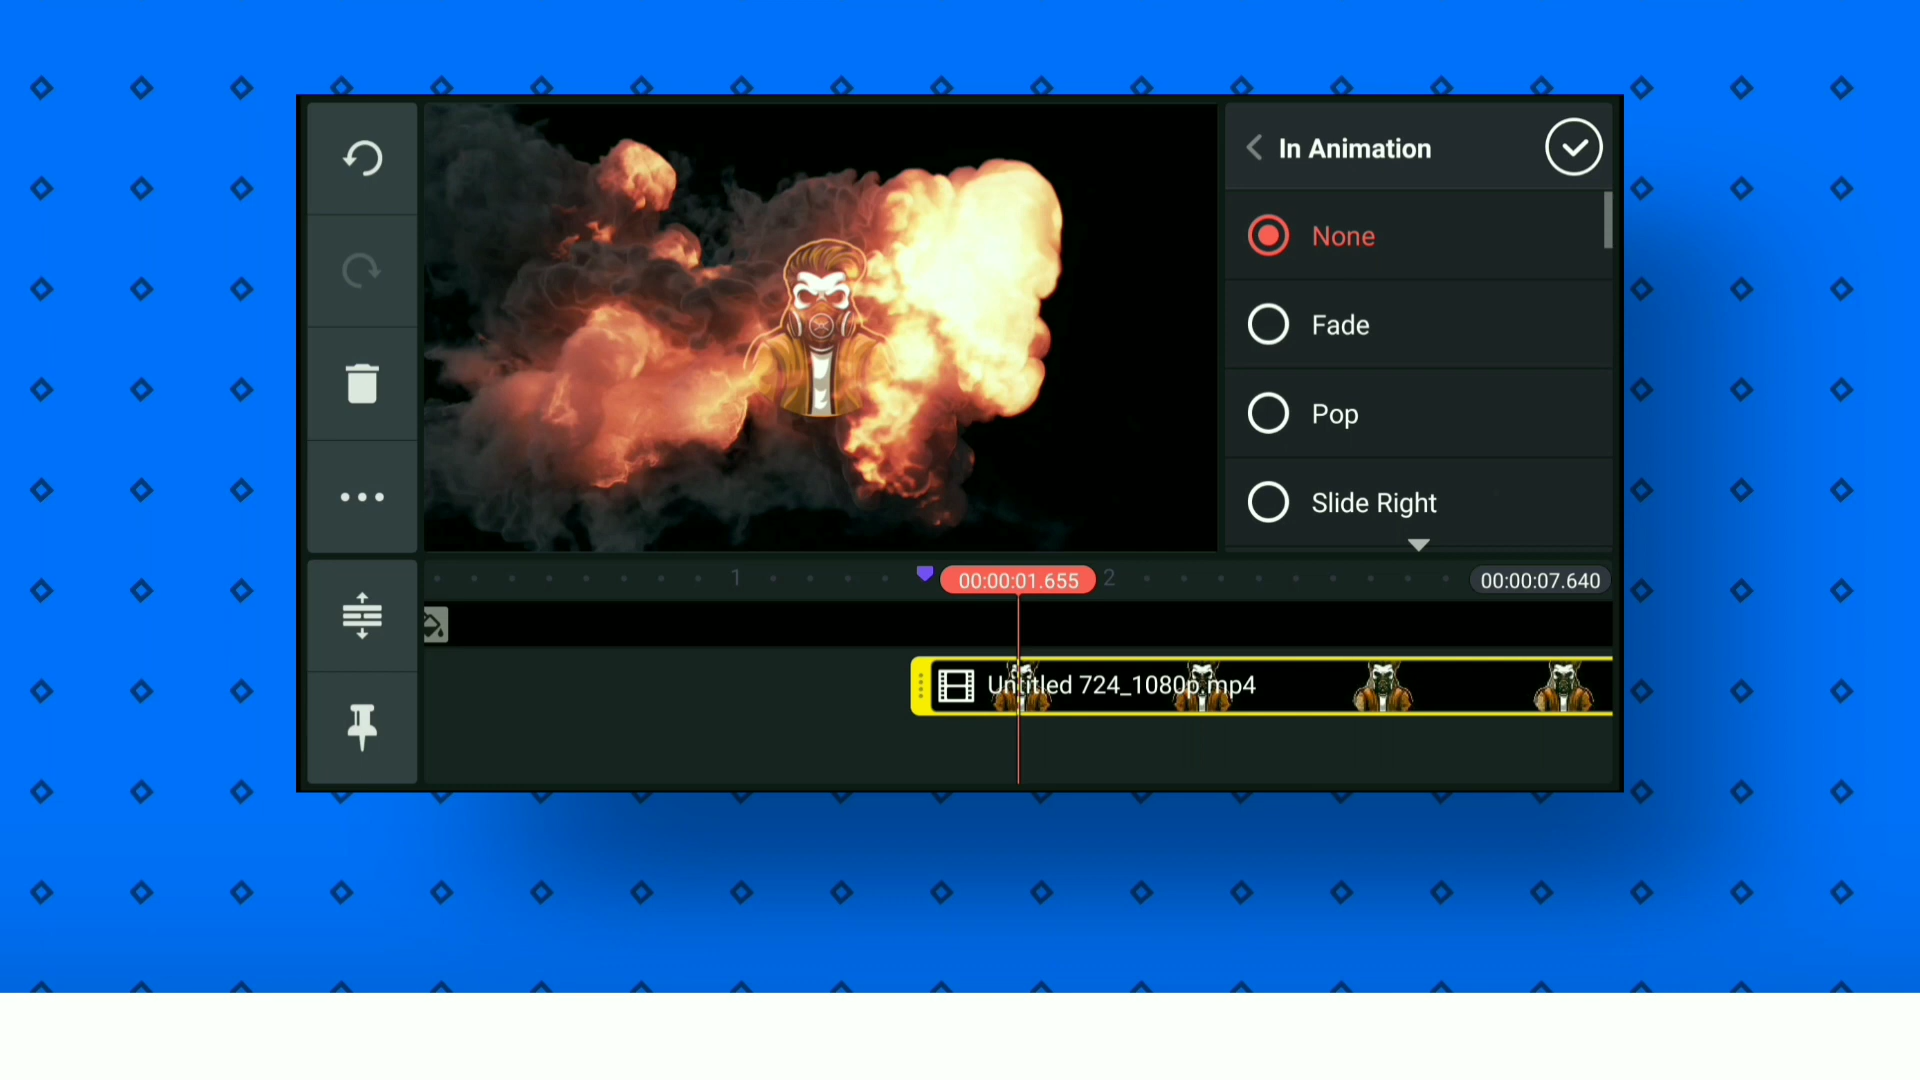 In Animation
None
Fade
Pop
Slide Right
1
00:00:01.655
2
00:00:07.640
Untitled 724_1080p.mp4